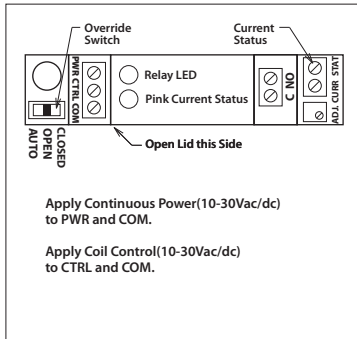 Override
Switch
Current
Status
PWR CTRL COM
Relay LED
Pink Current Status
C NO
ADJ. CURR STAT
CLOSED
OPEN
AUTO
Open Lid this Side
Apply Continuous Power(10-30Vac/dc)
to PWR and COM.
Apply Coil Control(10-30Vac/dc)
to CTRL and COM.